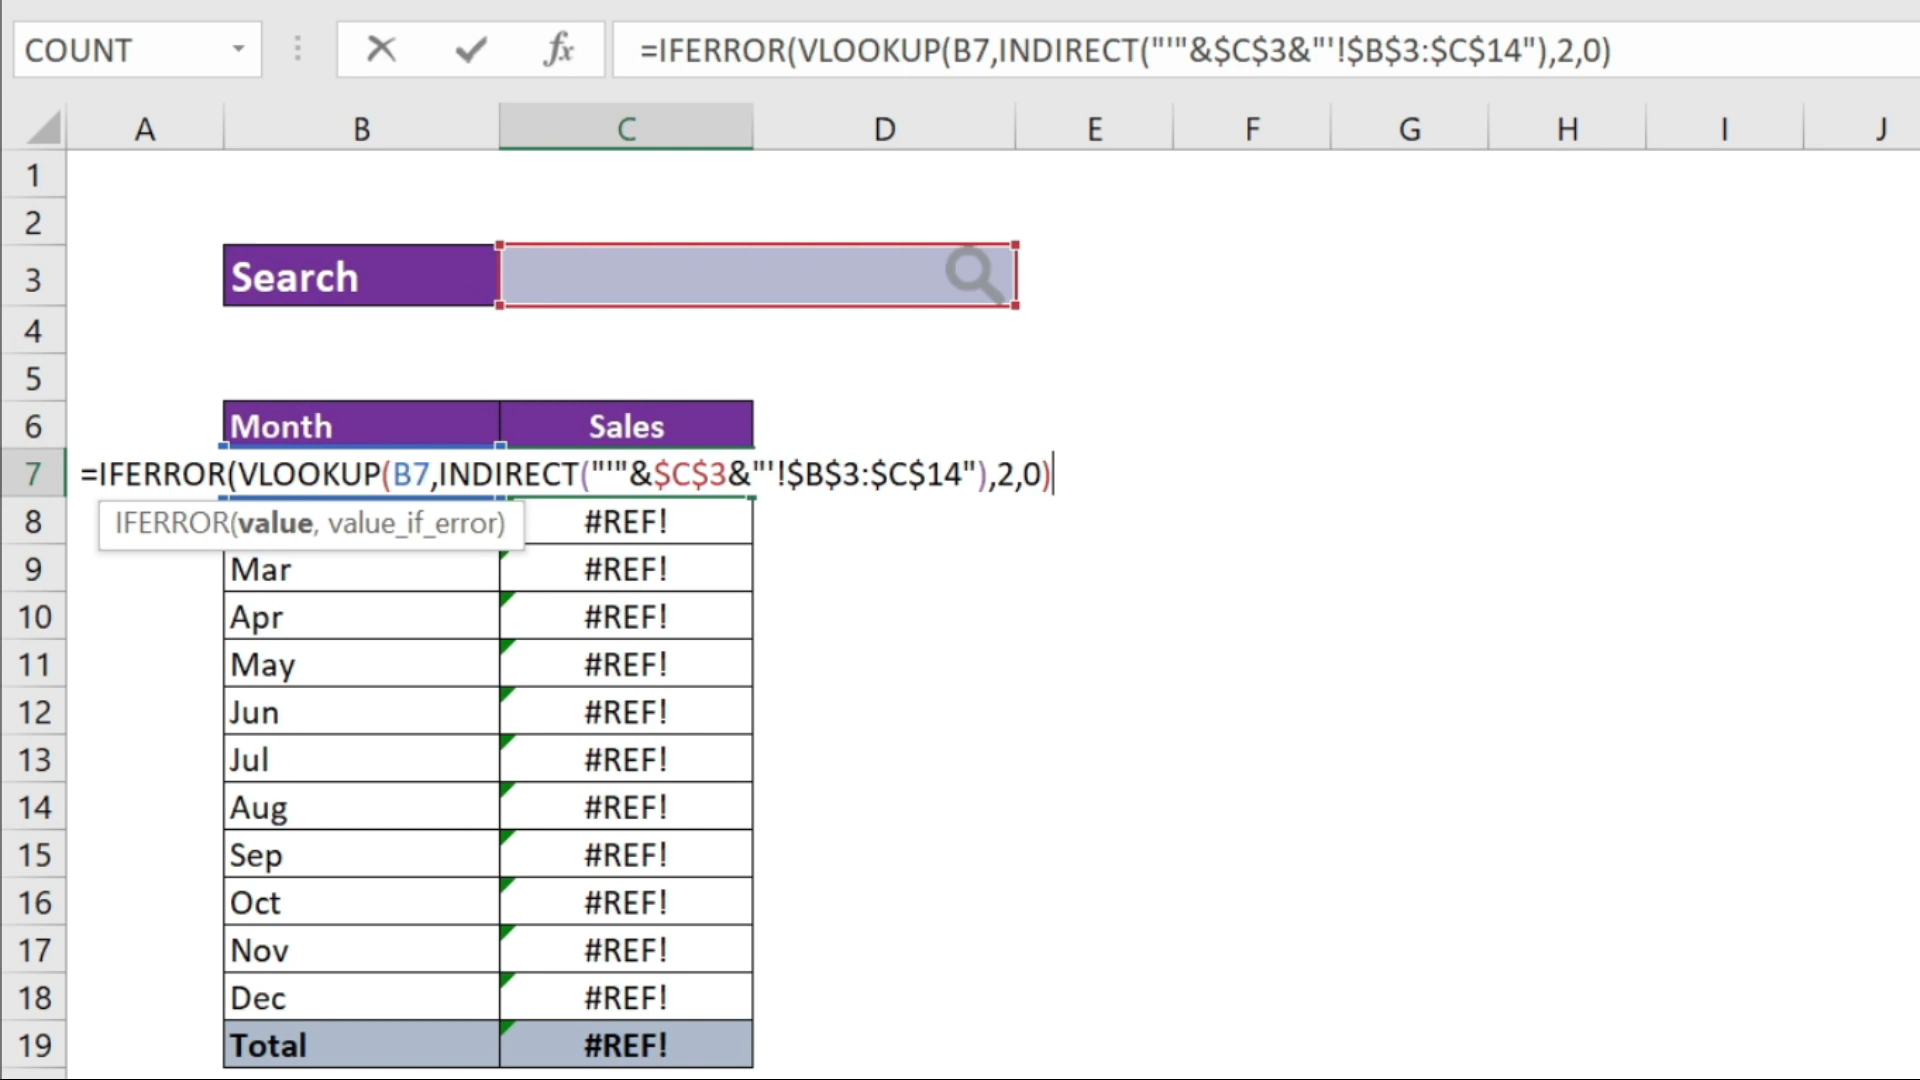 COUNT fx =IFERROR(VLOOKUP(B7,INDIRECT("'"&$C$3&"'!$B$3:$C$14"),2,0)
A B C D E F G H I J
1
2
3 Search
4
5
6 Month Sales
7 =IFERROR(VLOOKUP(B7,INDIRECT("'"&$C$3&"'!$B$3:$C$14"),2,0)
8 IFERROR(value, value_if_error) #REF!
9 Mar #REF!
10 Apr #REF!
11 May #REF!
12 Jun #REF!
13 Jul #REF!
14 Aug #REF!
15 Sep #REF!
16 Oct #REF!
17 Nov #REF!
18 Dec #REF!
19 Total #REF!